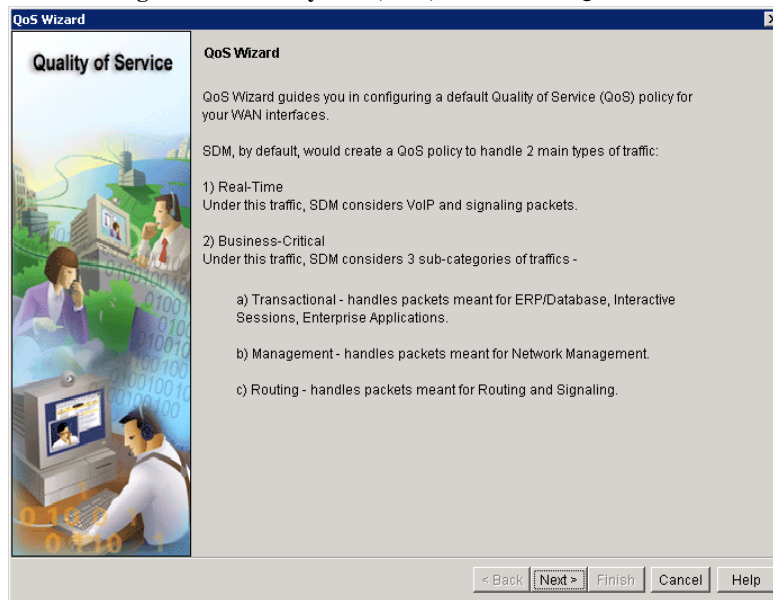 QoS Wizard
Quality of Service
QoS Wizard
QoS Wizard guides you in configuring a default Quality of Service (QoS) policy for
your WAN interfaces.
SDM, by default, would create a QoS policy to handle 2 main types of traffic:
1) Real-Time
Under this traffic, SDM considers VoIP and signaling packets.
2) Business-Critical
Under this traffic, SDM considers 3 sub-categories of traffics -
a) Transactional - handles packets meant for ERP/Database, Interactive
Sessions, Enterprise Applications.
b) Management - handles packets meant for Network Management.
c) Routing - handles packets meant for Routing and Signaling.
< Back Next > Finish Cancel Help